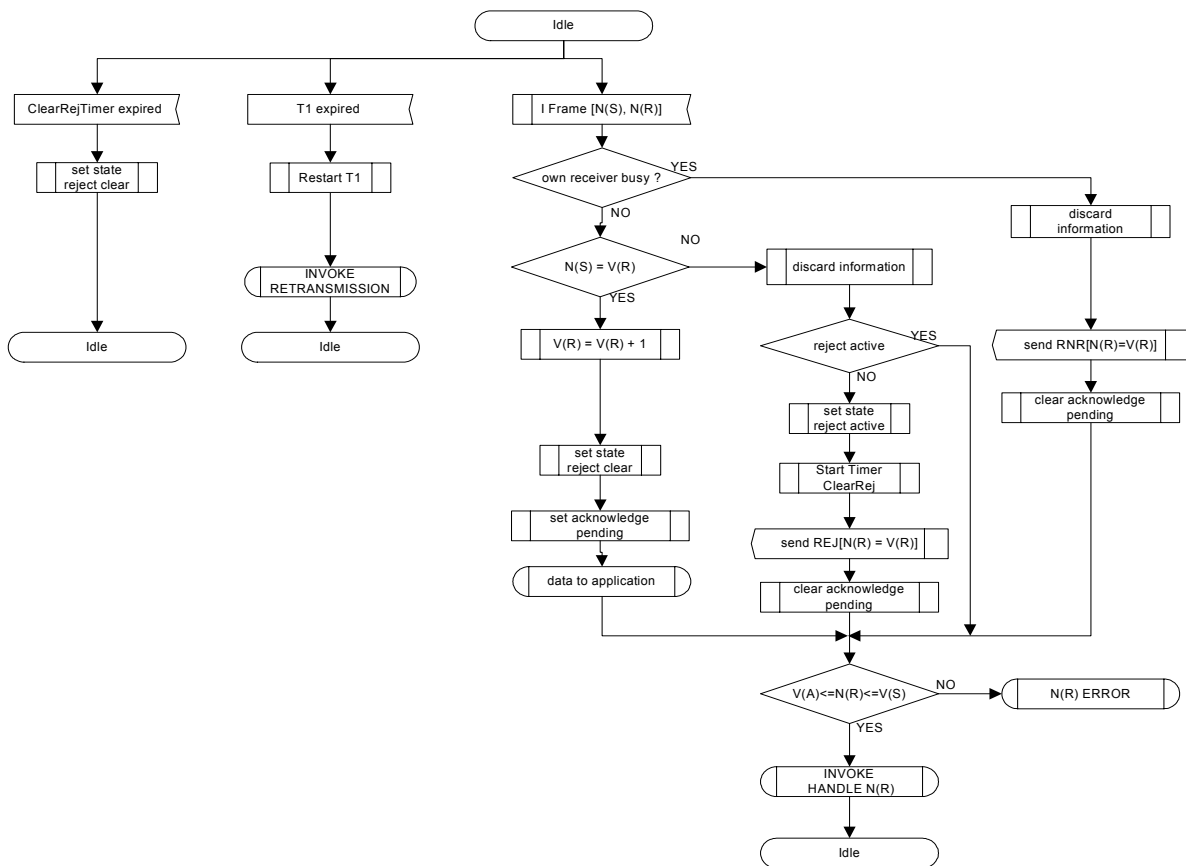 Idle
ClearRejTimer expired
T1 expired
I Frame [N(S), N(R)]
set state
reject clear
Restart T1
own receiver busy ?
YES
NO
discard
information
N(S) = V(R)
NO
YES
discard information
INVOKE
RETRANSMISSION
Idle
Idle
V(R) = V(R) + 1
reject active
YES
NO
send RNR[N(R)=V(R)]
clear acknowledge
pending
set state
reject active
set state
reject clear
Start Timer
ClearRej
set acknowledge
pending
send REJ[N(R) = V(R)]
data to application
clear acknowledge
pending
V(A)<=N(R)<=V(S)
NO
YES
N(R) ERROR
INVOKE
HANDLE N(R)
Idle